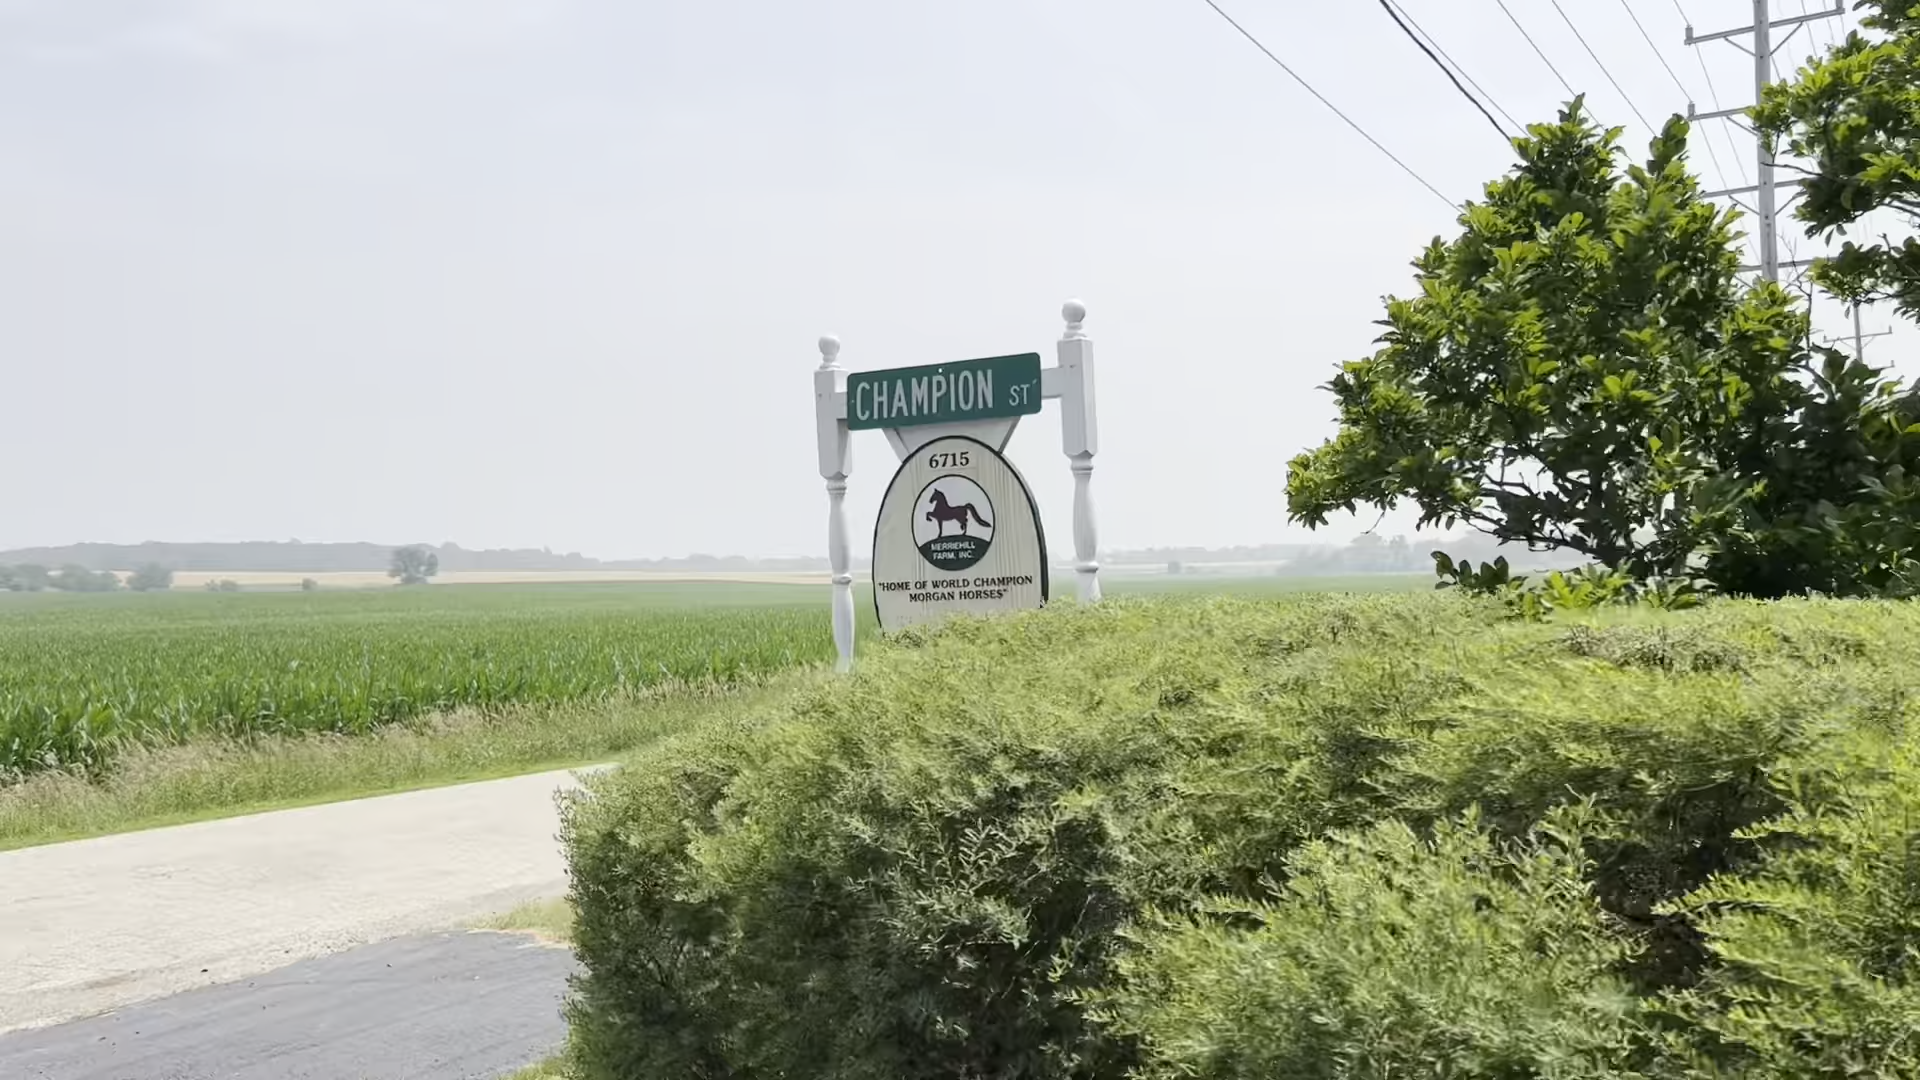 CHAMPION ST
6715
MERRIEHILL
FARM, INC.
"HOME OF WORLD CHAMPION
MORGAN HORSES"